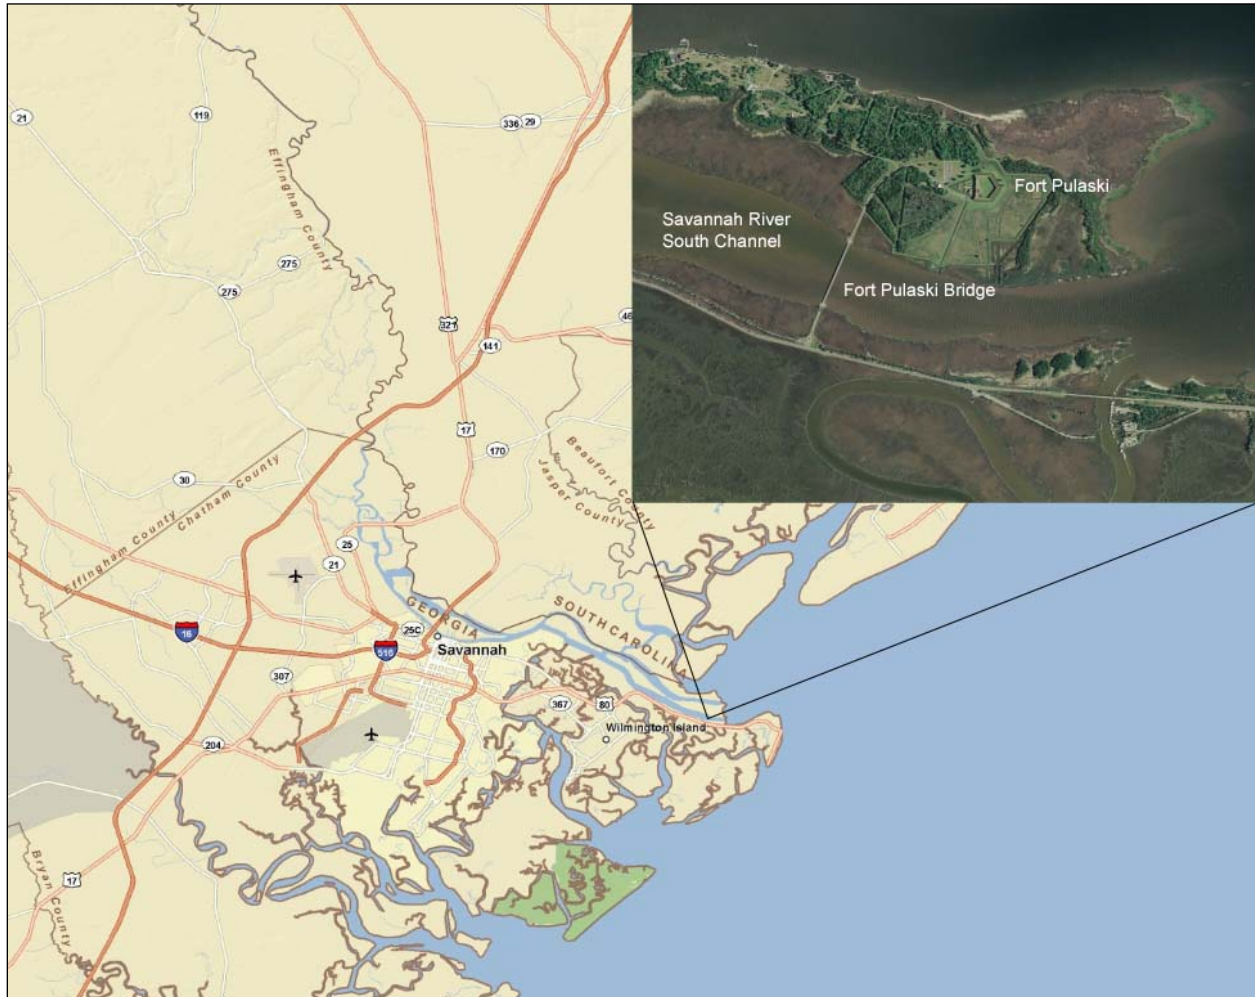 21
119
336
29
Effingham County
275
275
321
46
141
17
170
Beaufort County
Jasper County
30
Effingham County
Chatham County
25
21
GEORGIA
SOUTH CAROLINA
16
25C
516
Savannah
307
367
80
Wilmington Island
204
Bryan County
17
Fort Pulaski
Savannah River
South Channel
Fort Pulaski Bridge